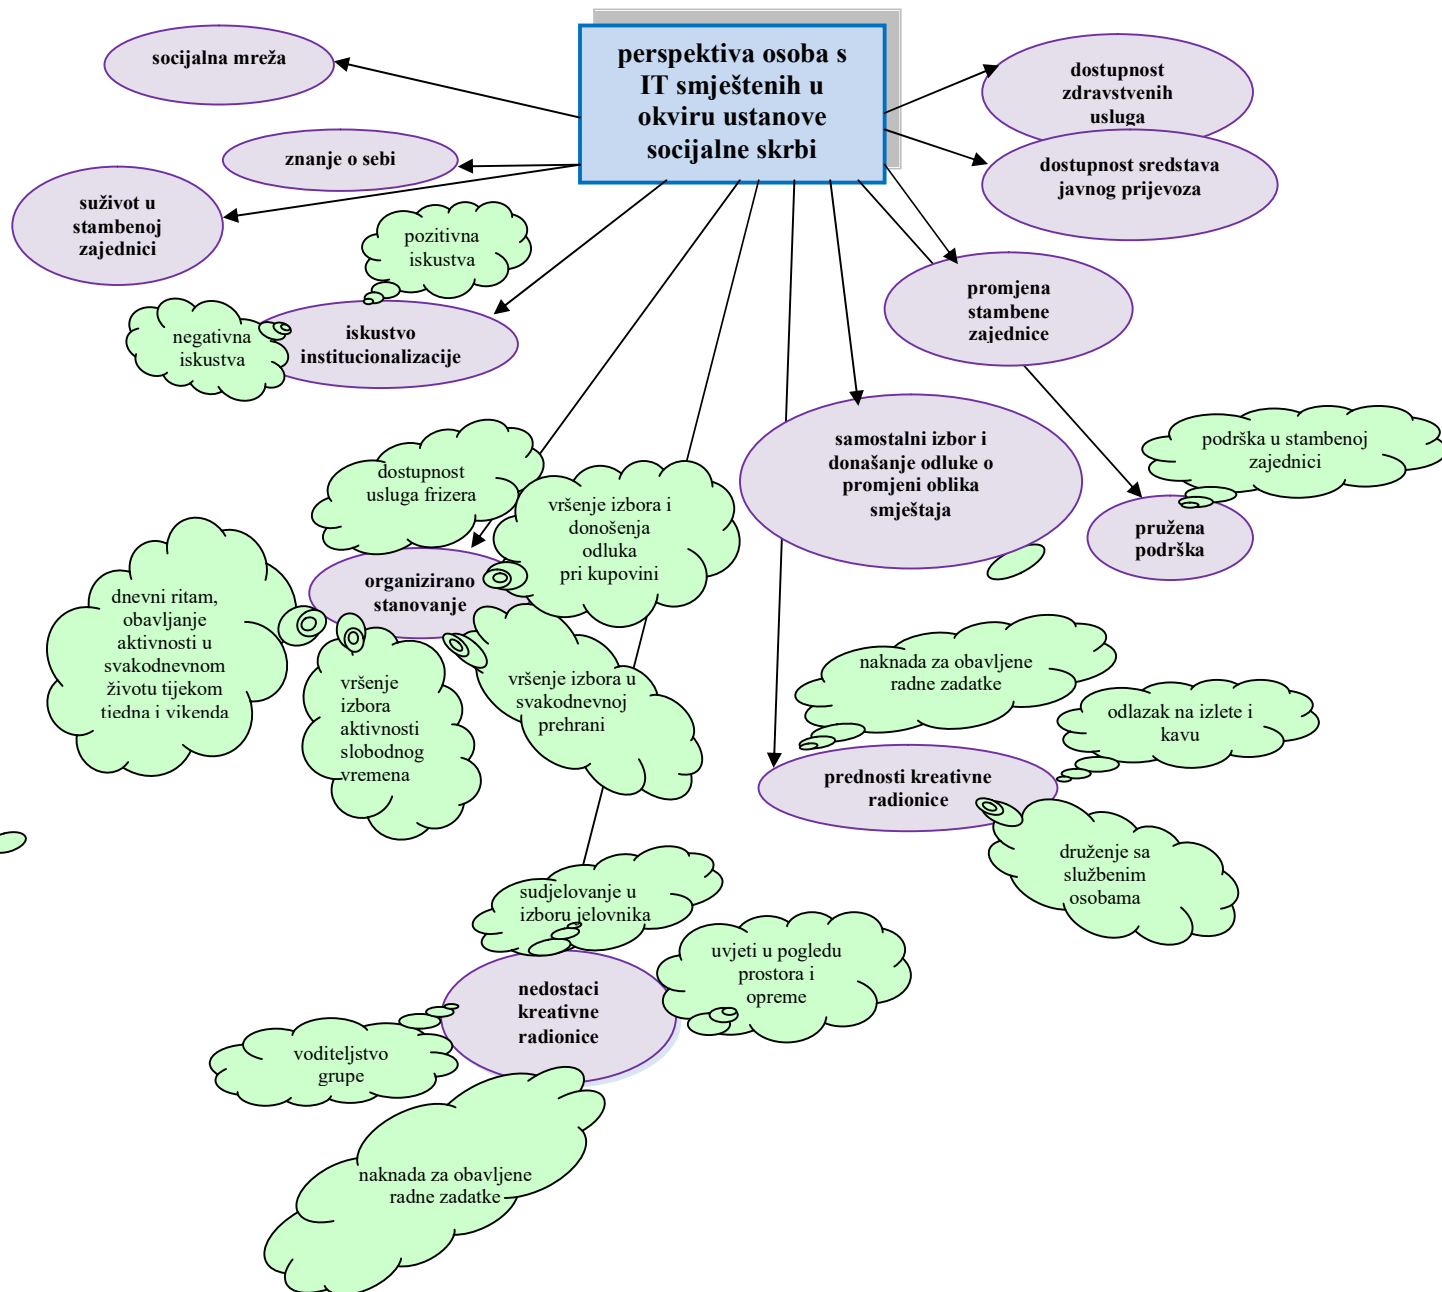 perspektiva osoba s
IT smještenih u
okviru ustanove
socijalne skrbi
socijalna mreža
dostupnost
zdravstvenih
usluga
znanje o sebi
dostupnost sredstava
javnog prijevoza
suživot u
stambenoj
zajednici
pozitivna
iskustva
promjena
stambene
zajednice
negativna
iskustva
iskustvo
institucionalizacije
samostalni izbor i
donašanje odluke o
promjeni oblika
smještaja
podrška u stambenoj
zajednici
pružena
podrška
dostupnost
usluga frizera
vršenje izbora i
donošenja
odluka
pri kupovini
organizirano
stanovanje
dnevni ritam,
obavljanje
aktivnosti u
svakodnevnom
životu tijekom
tjedna i vikenda
vršenje
izbora
aktivnosti
slobodnog
vremena
vršenje izbora u
svakodnevnoj
prehrani
naknada za obavljene
radne zadatke
odlazak na izlete i
kavu
prednosti kreativne
radionice
druženje sa
službenim
osobama
sudjelovanje u
izboru jelovnika
uvjeti u pogledu
prostora i
opreme
nedostaci
kreativne
radionice
voditeljstvo
grupe
naknada za obavljene
radne zadatke